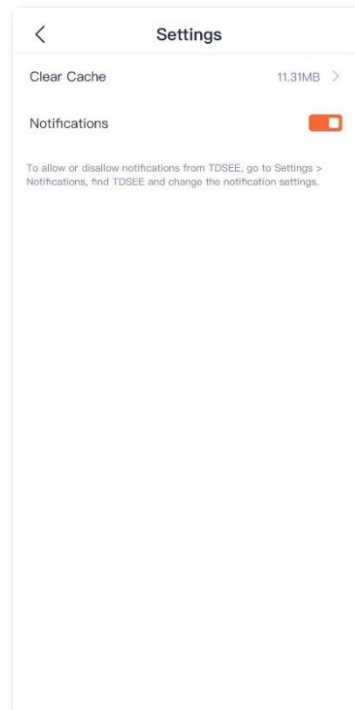 Settings
Clear Cache 11.31MB
Notifications
To allow or disallow notifications from TDSEE, go to Settings >
Notifications, find TDSEE and change the notification settings.